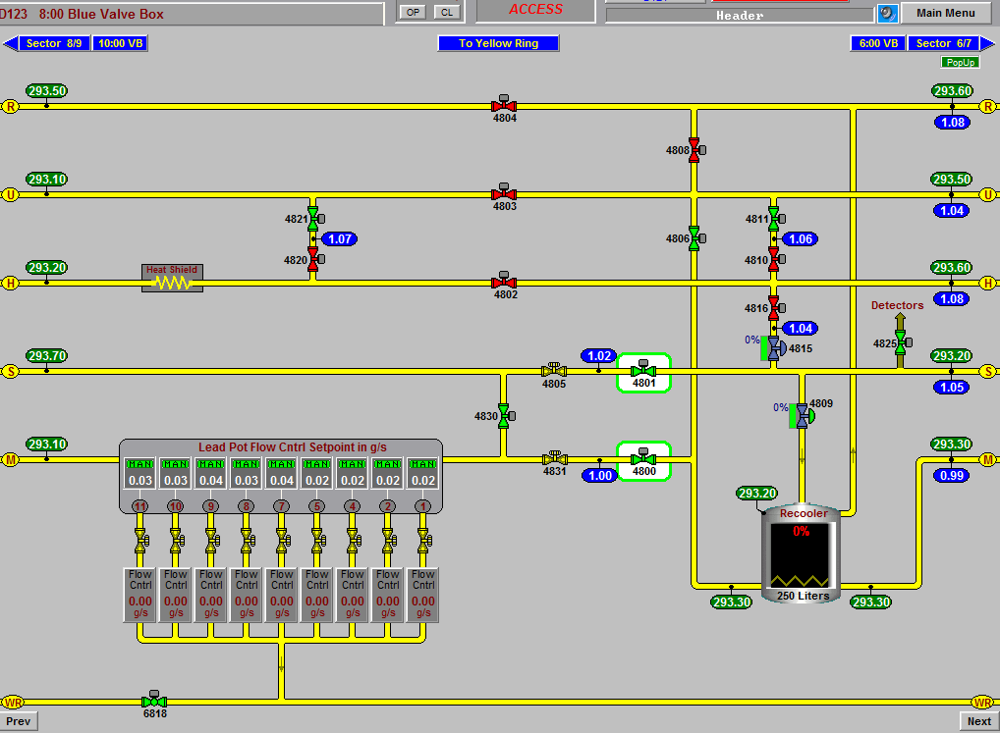 D123 8:00 Blue Valve Box
OP CL
ACCESS
Header
Main Menu
Sector 8/9 10:00 VB
To Yellow Ring
6:00 VB Sector 6/7
PopUp
293.50 293.60
R R
4804 1.08
4808
293.10 293.50
U U
4803 1.04
4821 4811
4806
1.07 1.06
4820 4810
293.20 293.60
Heat Shield
H H
4802 1.08
4816 Detectors
1.04
0% 4815
4825
293.70 1.02 293.20
S S
4805 4801 1.05
0% 4809
4830
293.10 293.30
Lead Pot Flow Cntrl Setpoint in g/s
M M
MAN MAN MAN MAN MAN MAN MAN MAN MAN
4831 1.00 4800 0.99
0.03 0.03 0.04 0.03 0.04 0.02 0.02 0.02 0.02
293.20
11 10 9 8 7 5 4 2 1
Recooler
0%
Flow Flow Flow Flow Flow Flow Flow Flow Flow
Cntrl Cntrl Cntrl Cntrl Cntrl Cntrl Cntrl Cntrl Cntrl
0.00 0.00 0.00 0.00 0.00 0.00 0.00 0.00 0.00
g/s g/s g/s g/s g/s g/s g/s g/s g/s
250 Liters
293.30 293.30
WR WR
6818
Prev Next